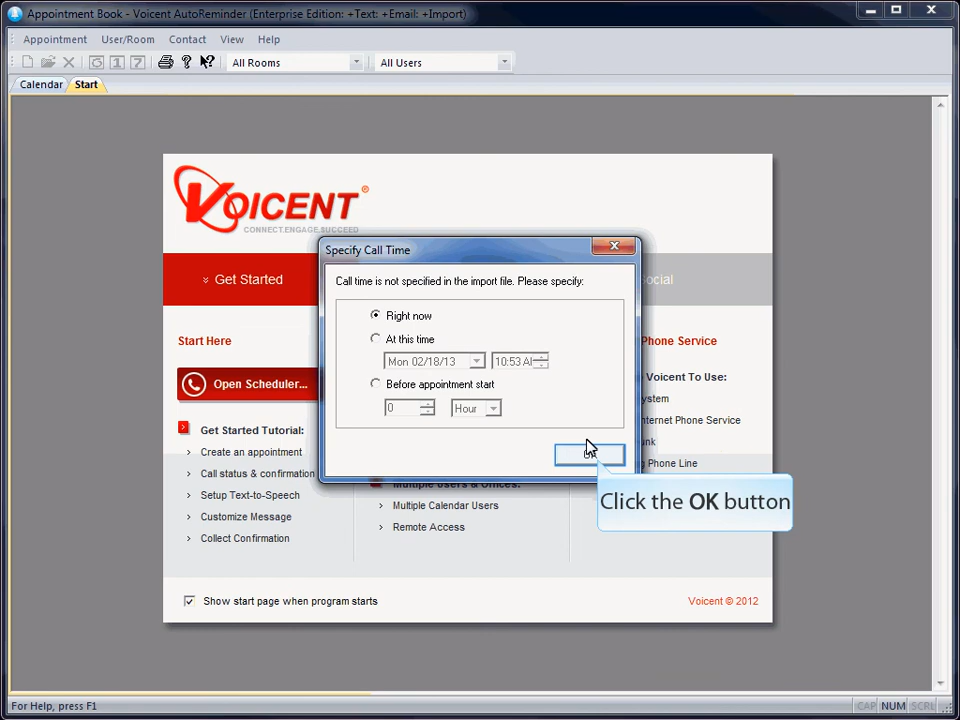 Appointment Book - Voicent AutoReminder (Enterprise Edition: +Text: +Email: +Import)
Appointment User/Room Contact View Help
All Rooms All Users
Calendar Start
VOICENT®
CONNECT.ENGAGE.SUCCEED
Specify Call Time
Get Started
Call time is not specified in the import file. Please specify:
Right now
At this time
Mon 02/18/13 10:53 AM
Before appointment start
0 Hour
Start Here
Phone Service
Open Scheduler...
Voicent To Use:
Get Started Tutorial:
Create an appointment
Call status & confirmation
Setup Text-to-Speech
Customize Message
Collect Confirmation
Internet Phone Service
Phone Line
Multiple Users & Offices:
Multiple Calendar Users
Remote Access
Click the OK button
Show start page when program starts
Voicent © 2012
For Help, press F1
CAP NUM SCRL